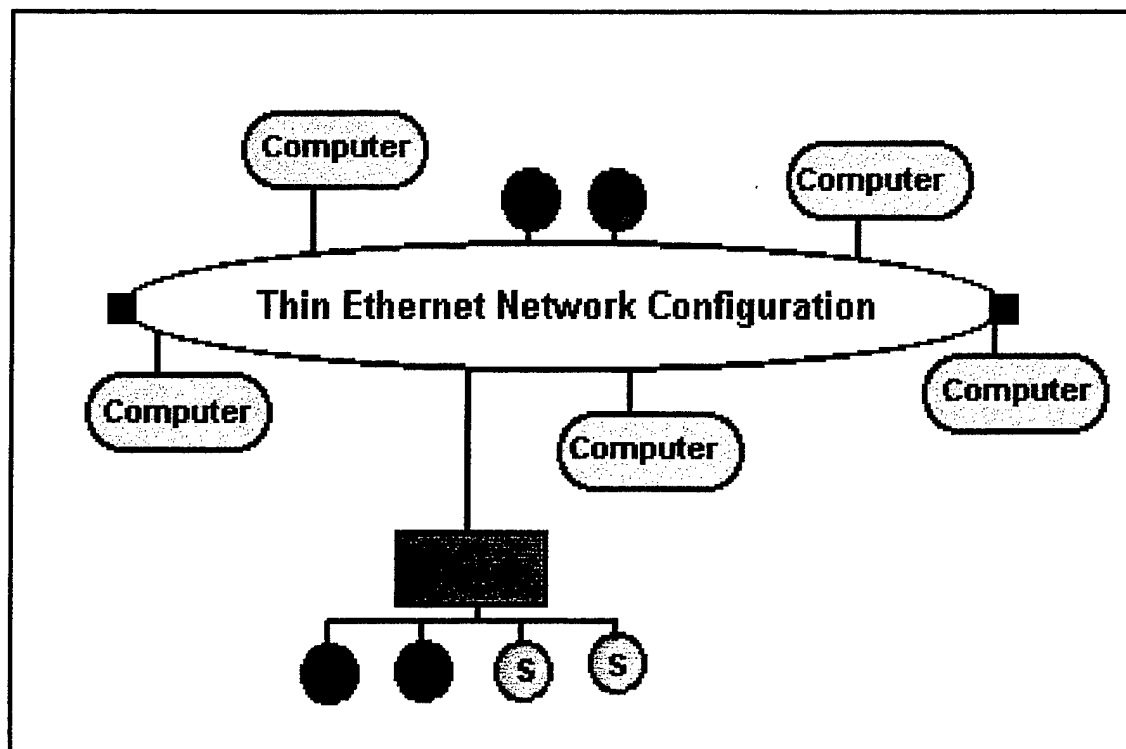 Computer
Computer
Thin Ethernet Network Configuration
Computer
Computer
Computer
S
S